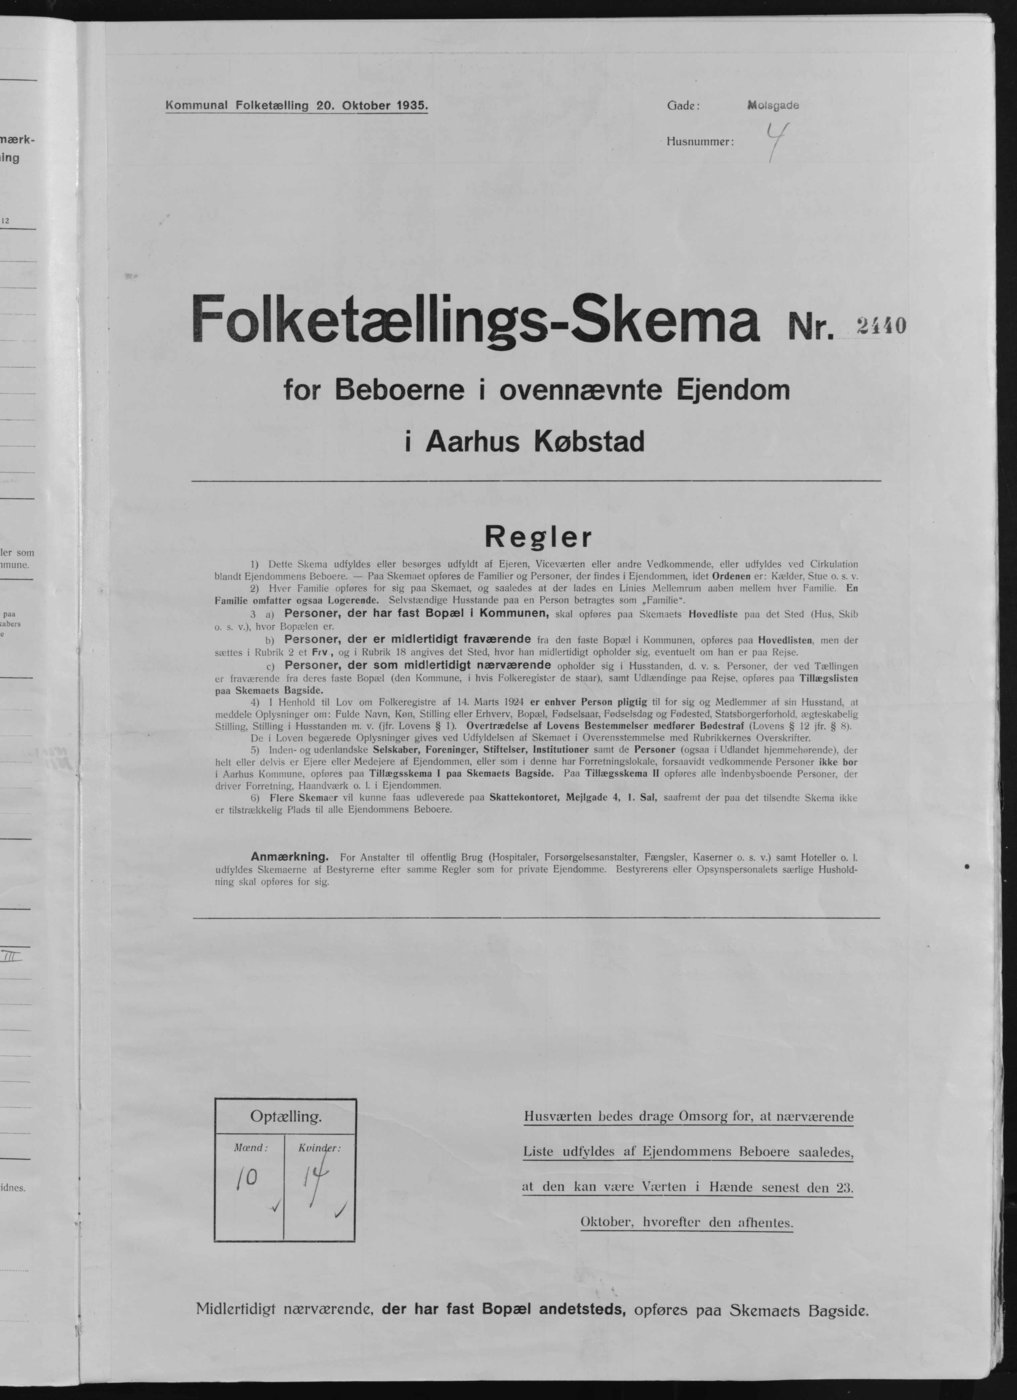 Kommunal Folketælling 20. Oktober 1935.
Gade: Molsgade
Husnummer: 4
Folketællings-Skema Nr. 2440
for Beboerne i ovennævnte Ejendom
i Aarhus Købstad
Regler
1) Dette Skema udfyldes eller besørges udfyldt af Ejeren, Viceværten eller andre Vedkommende, eller udfyldes ved Cirkulation
blandt Ejendommens Beboere. — Paa Skemaet opføres de Familier og Personer, der findes i Ejendommen, idet Ordenen er: Kælder, Stue o. s. v.
2) Hver Familie opføres for sig paa Skemaet, og saaledes at der lades en Linies Mellemrum aaben mellem hver Familie. En
Familie omfatter ogsaa Logerende. Selvstændige Husstande paa en Person betragtes som „Familie".
3 a) Personer, der har fast Bopæl i Kommunen, skal opføres paa Skemaets Hovedliste paa det Sted (Hus, Skib
o. s. v.), hvor Bopælen er.
b) Personer, der er midlertidigt fraværende fra den faste Bopæl i Kommunen, opføres paa Hovedlisten, men der
sættes i Rubrik 2 et Frv., og i Rubrik 18 angives det Sted, hvor han midlertidigt opholder sig, eventuelt om han er paa Rejse.
c) Personer, der som midlertidigt nærværende opholder sig i Husstanden, d. v. s. Personer, der ved Tællingen
er fraværende fra deres faste Bopæl (den Kommune, i hvis Folkeregister de staar), samt Udlændinge paa Rejse, opføres paa Tillægslisten
paa Skemaets Bagside.
4) I Henhold til Lov om Folkeregistre af 14. Marts 1924 er enhver Person pligtig til for sig og Medlemmer af sin Husstand, at
meddele Oplysninger om: Fulde Navn, Køn, Stilling eller Erhverv, Bopæl, Fødselsaar, Fødselsdag og Fødested, Statsborgerforhold, ægteskabelig
Stilling, Stilling i Husstanden m. v. (jfr. Lovens § 1). Overtrædelse af Lovens Bestemmelser medfører Bødestraf (Lovens § 12 jfr. § 8).
De i Loven begærede Oplysninger gives ved Udfyldelsen af Skemaet i Overensstemmelse med Rubrikkernes Overskrifter.
5) Inden- og udenlandske Selskaber, Foreninger, Stiftelser, Institutioner samt de Personer (ogsaa i Udlandet hjemmehørende), der
helt eller delvis er Ejere eller Medejere af Ejendommen, eller som i denne har Forretningslokale, forsaavidt vedkommende Personer ikke bor
i Aarhus Kommune, opføres paa Tillægsskema I paa Skemaets Bagside. Paa Tillægsskema II opføres alle indenbysboende Personer, der
driver Forretning, Haandværk o. l. i Ejendommen.
6) Flere Skemaer vil kunne faas udleverede paa Skattekontoret, Mejlgade 4, 1. Sal, saafremt der paa det tilsendte Skema ikke
er tilstrækkelig Plads til alle Ejendommens Beboere.
Anmærkning. For Anstalter til offentlig Brug (Hospitaler, Forsørgelsesanstalter, Fængsler, Kaserner o. s. v.) samt Hoteller o. l.
udfyldes Skemaerne af Bestyrerne efter samme Regler som for private Ejendomme. Bestyrerens eller Opsynspersonalets særlige Hushold-
ning skal opføres for sig.
Optælling.
Mænd: Kvinder:
10 14
Husværten bedes drage Omsorg for, at nærværende
Liste udfyldes af Ejendommens Beboere saaledes,
at den kan være Værten i Hænde senest den 23.
Oktober, hvorefter den afhentes.
Midlertidigt nærværende, der har fast Bopæl andetsteds, opføres paa Skemaets Bagside.